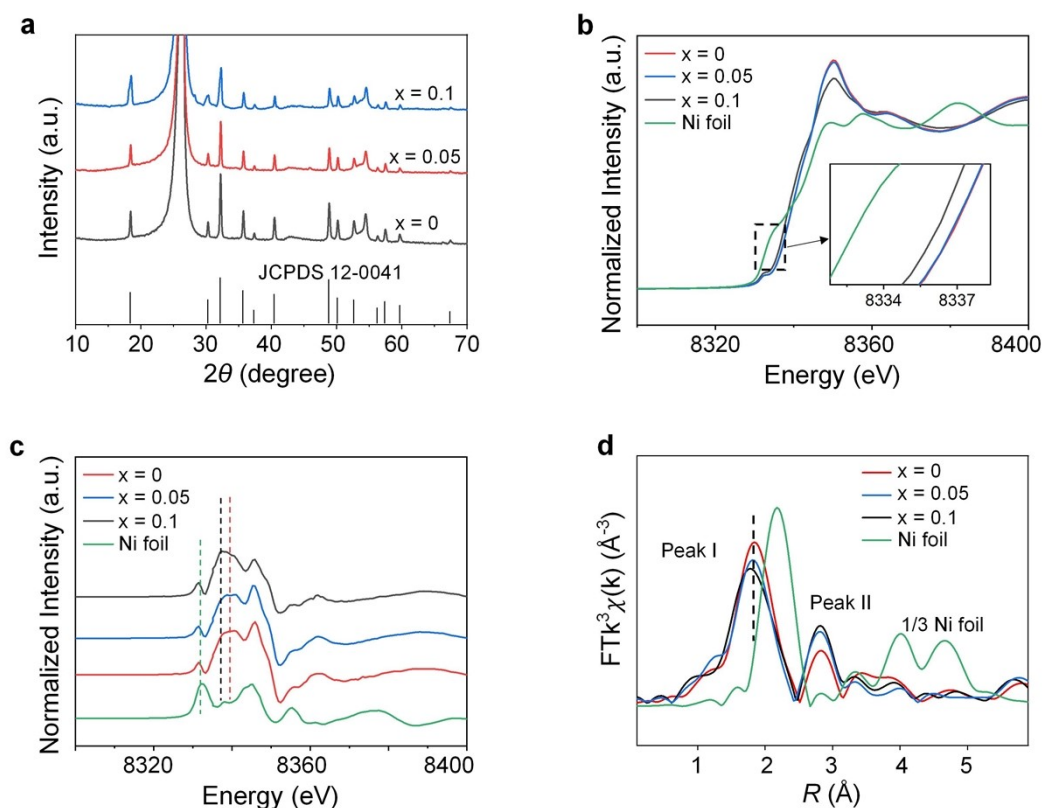 a
Intensity (a.u.)
x = 0.1
x = 0.05
x = 0
JCPDS 12-0041
10 20 30 40 50 60 70
2θ (degree)
b
Normalized Intensity (a.u.)
x = 0
x = 0.05
x = 0.1
Ni foil
8334 8337
8320 8360 8400
Energy (eV)
c
Normalized Intensity (a.u.)
x = 0
x = 0.05
x = 0.1
Ni foil
8320 8360 8400
Energy (eV)
d
FTk³χ(k) (Å⁻³)
x = 0
x = 0.05
x = 0.1
Ni foil
Peak I
Peak II
1/3 Ni foil
1 2 3 4 5
R (Å)